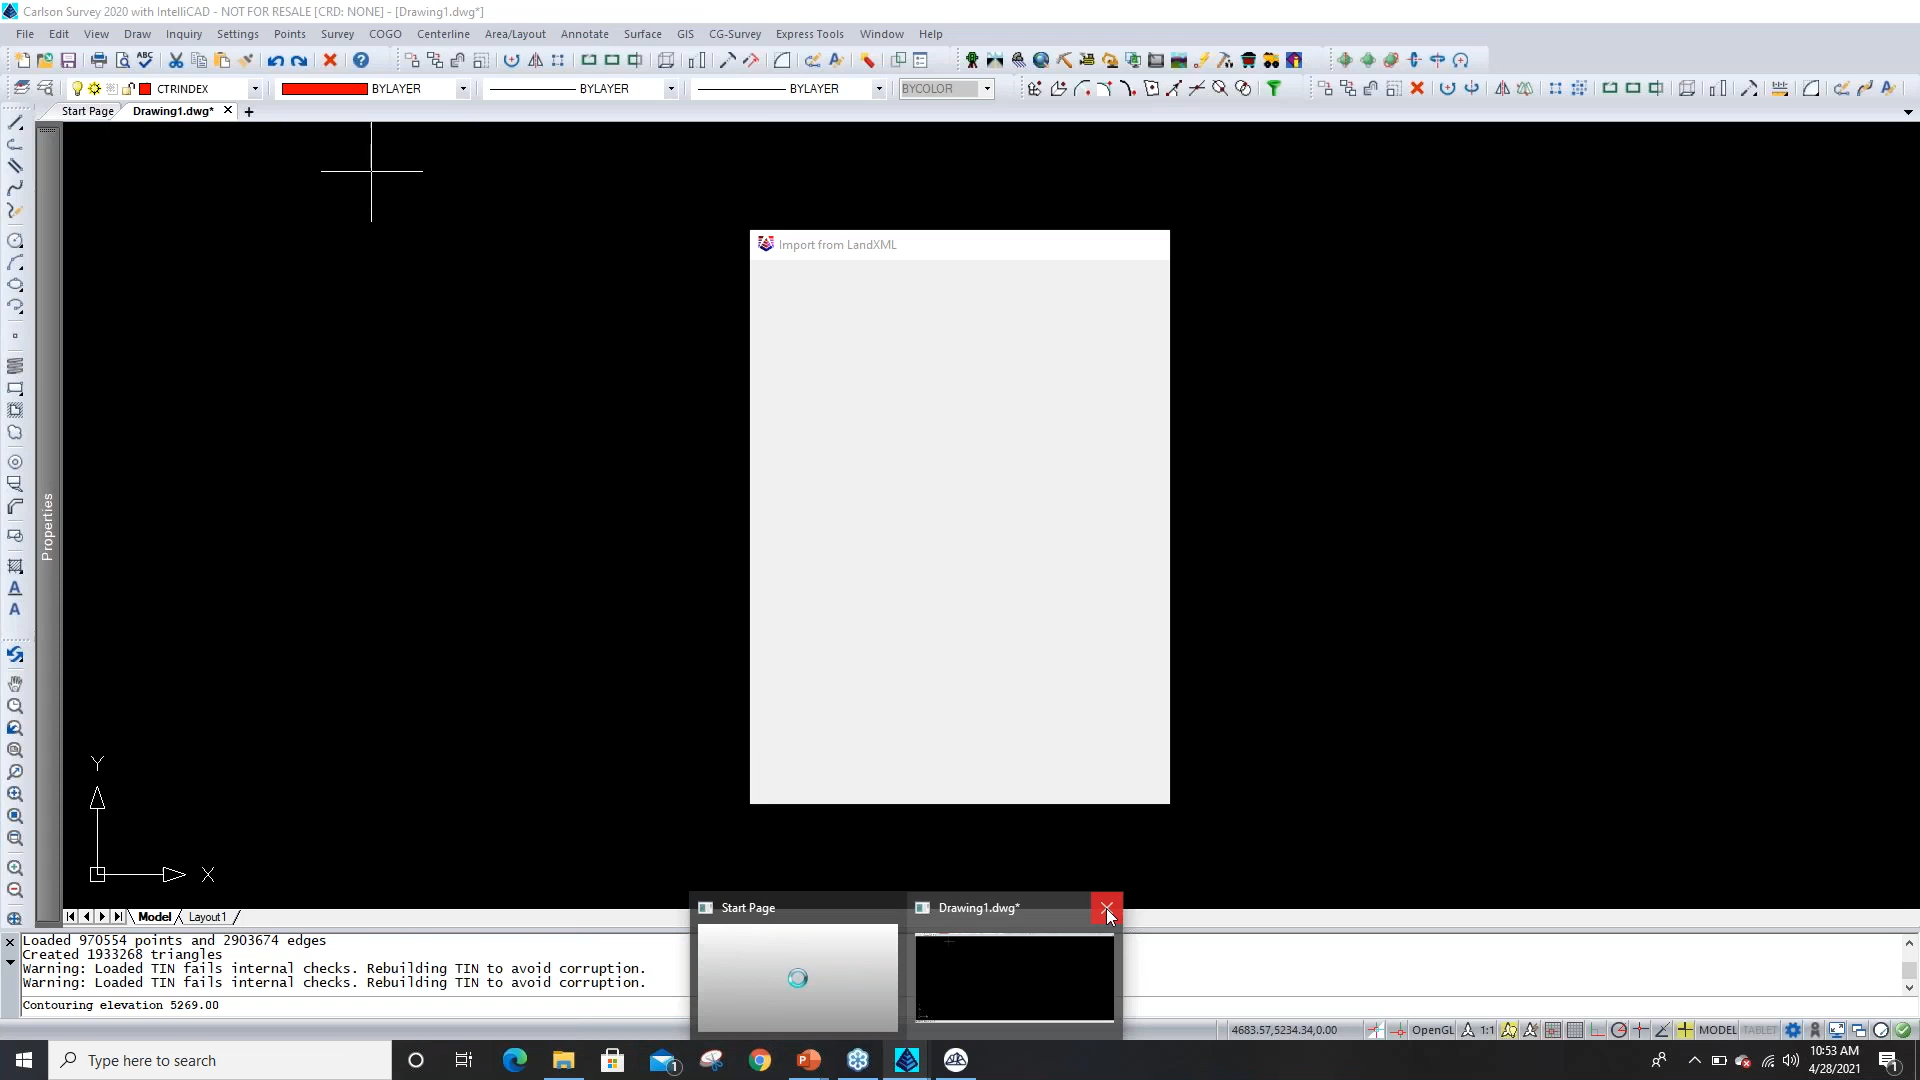 Carlson Survey 2020 with IntelliCAD - NOT FOR RESALE [CRD: NONE] - [Drawing1.dwg*]
File Edit View Draw Inquiry Settings Points Survey COGO Centerline Area/Layout Annotate Surface GIS CG-Survey Express Tools Window Help
ABC
CTRINDEX BYLAYER BYLAYER BYLAYER BYCOLOR
Start Page Drawing1.dwg*
Import from LandXML
Properties
A
A
Y
X
Model Layout1
Start Page Drawing1.dwg*
Loaded 970554 points and 2903674 edges
Created 1933268 triangles
Warning: Loaded TIN fails internal checks. Rebuilding TIN to avoid corruption.
Warning: Loaded TIN fails internal checks. Rebuilding TIN to avoid corruption.
Contouring elevation 5269.00
4683.57,5234.34,0.00 OpenGL 1:1 MODEL TABLET
Type here to search
1
P
10:53 AM
4/28/2021
1